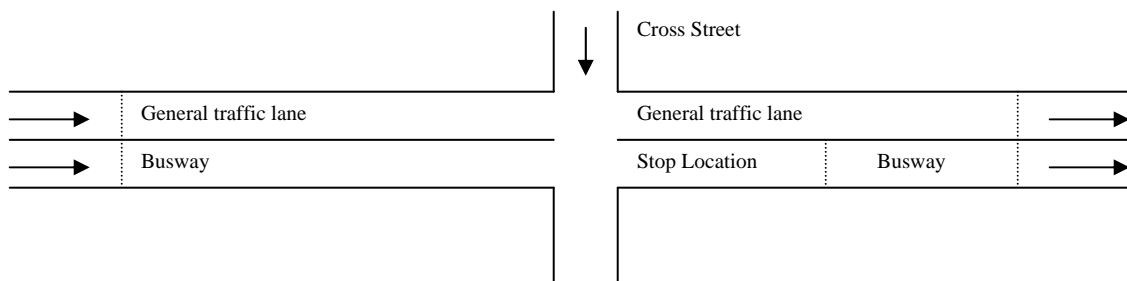 Cross Street
General traffic lane
General traffic lane
Busway
Stop Location
Busway